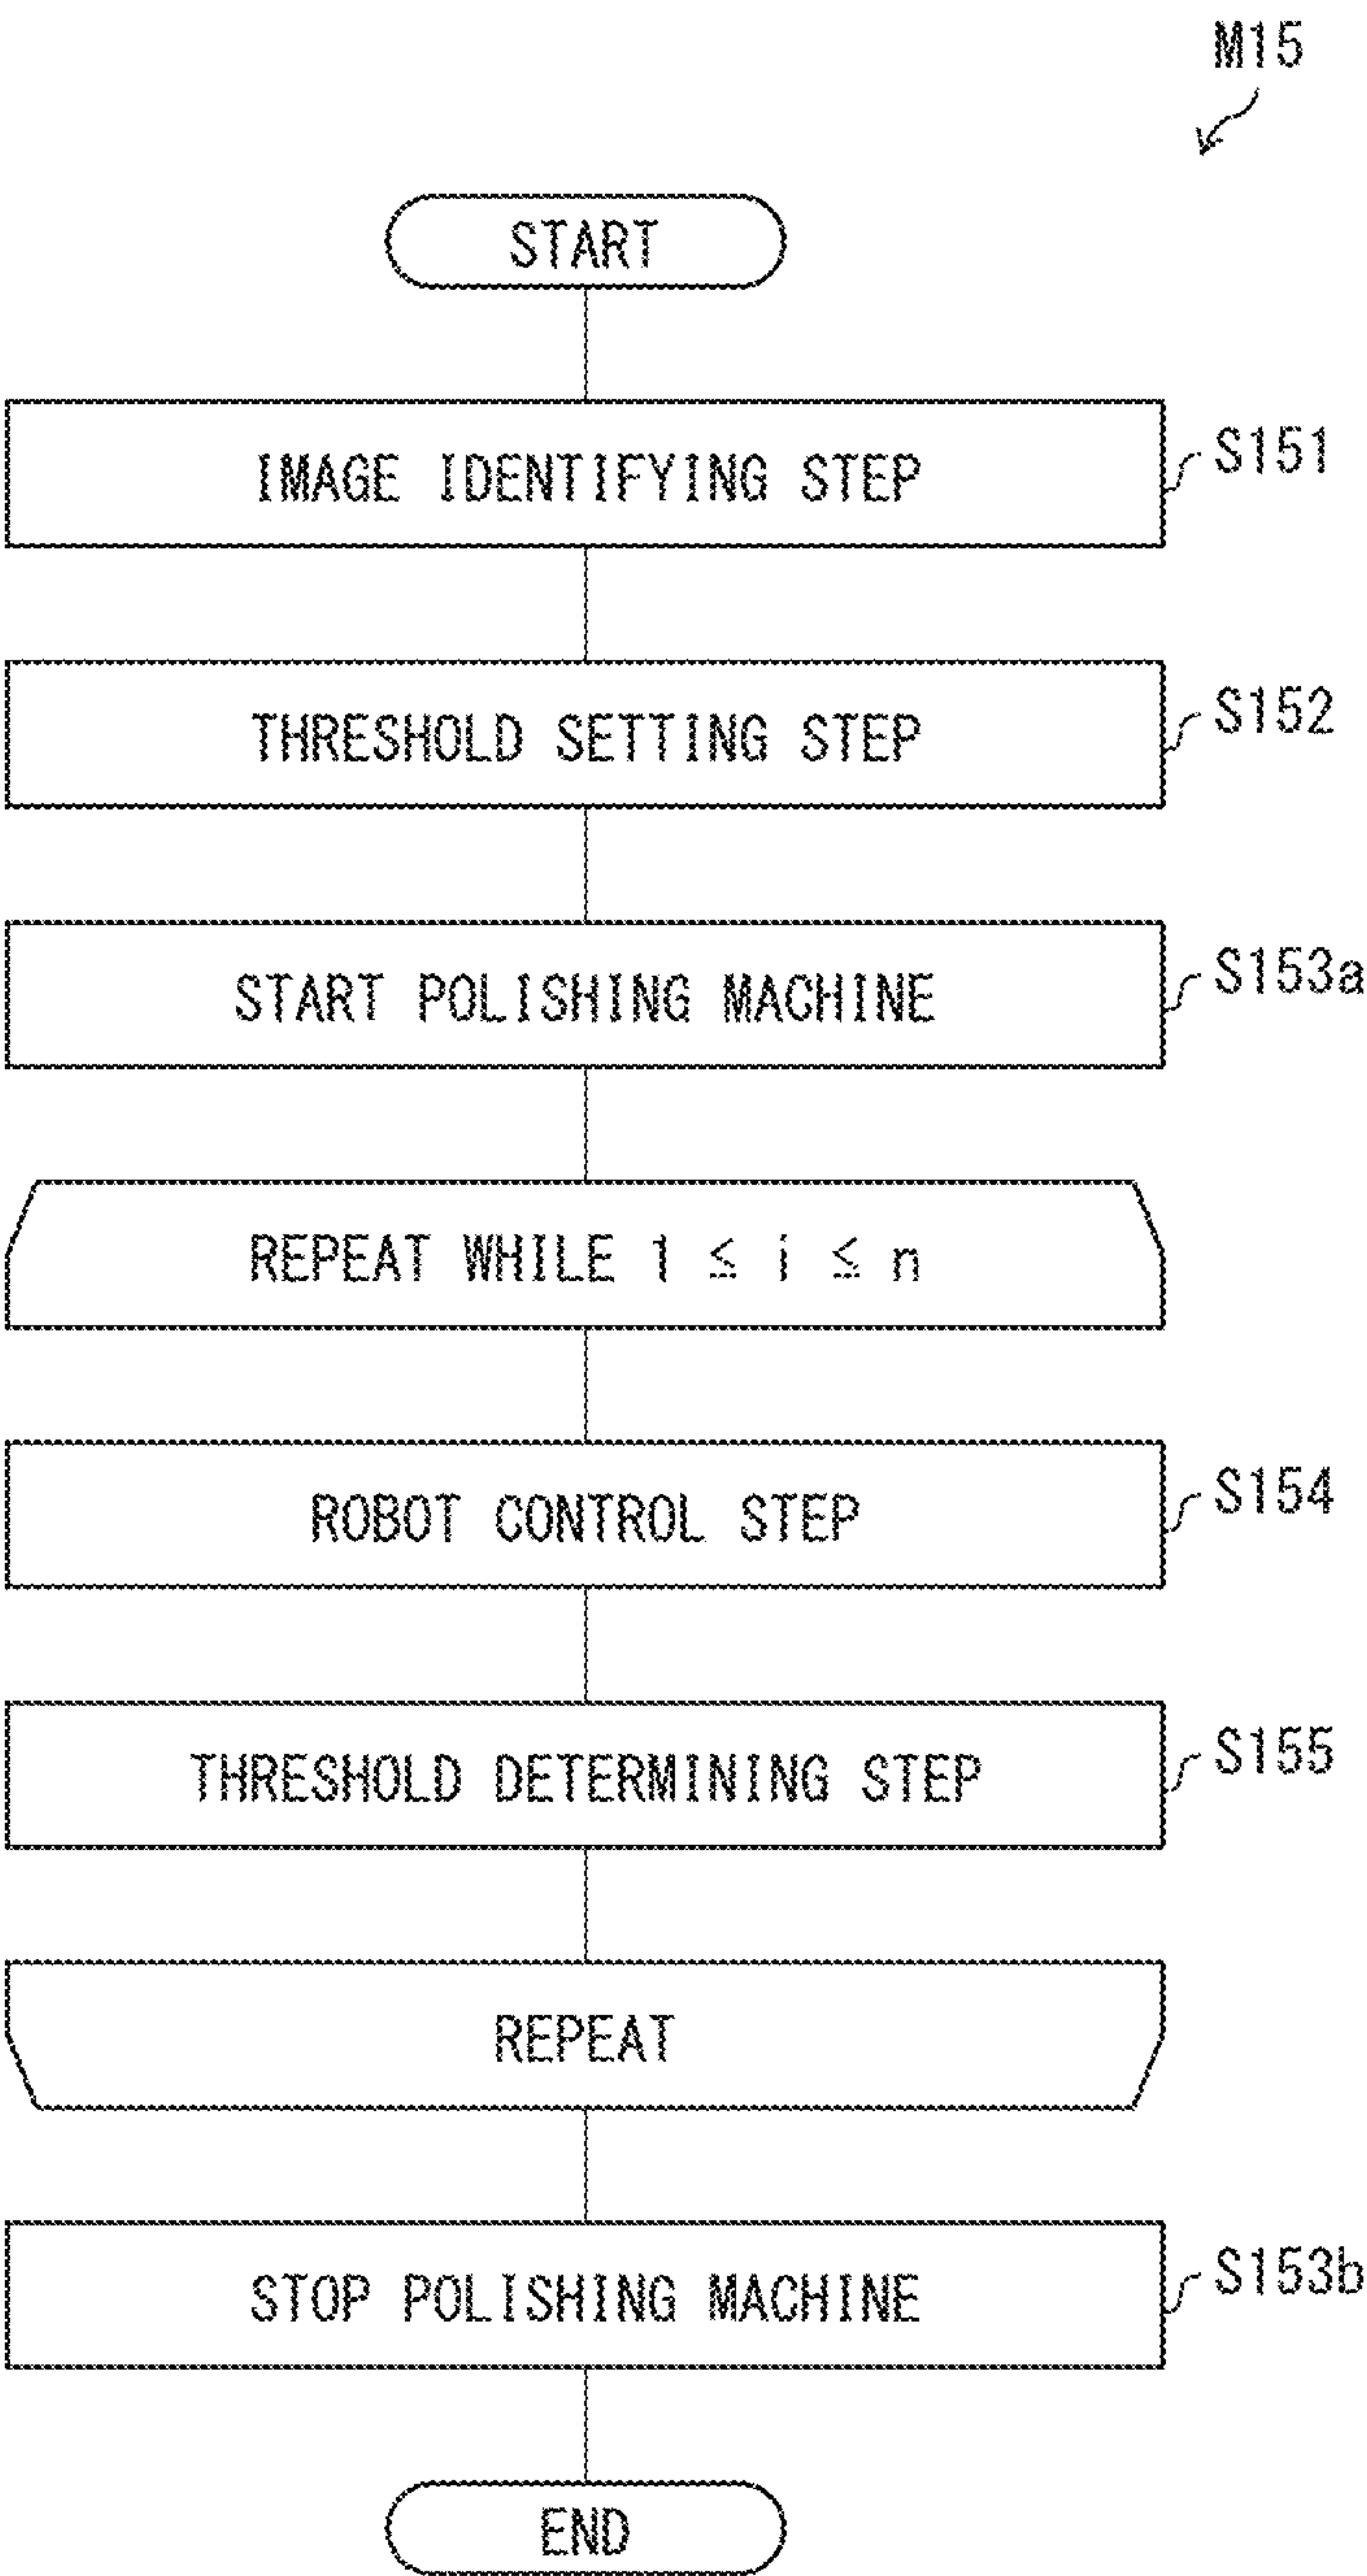 M15
START
IMAGE IDENTIFYING STEP
S151
THRESHOLD SETTING STEP
S152
START POLISHING MACHINE
S153a
REPEAT WHILE 1 ≦ i ≦ n
ROBOT CONTROL STEP
S154
THRESHOLD DETERMINING STEP
S155
REPEAT
STOP POLISHING MACHINE
S153b
END